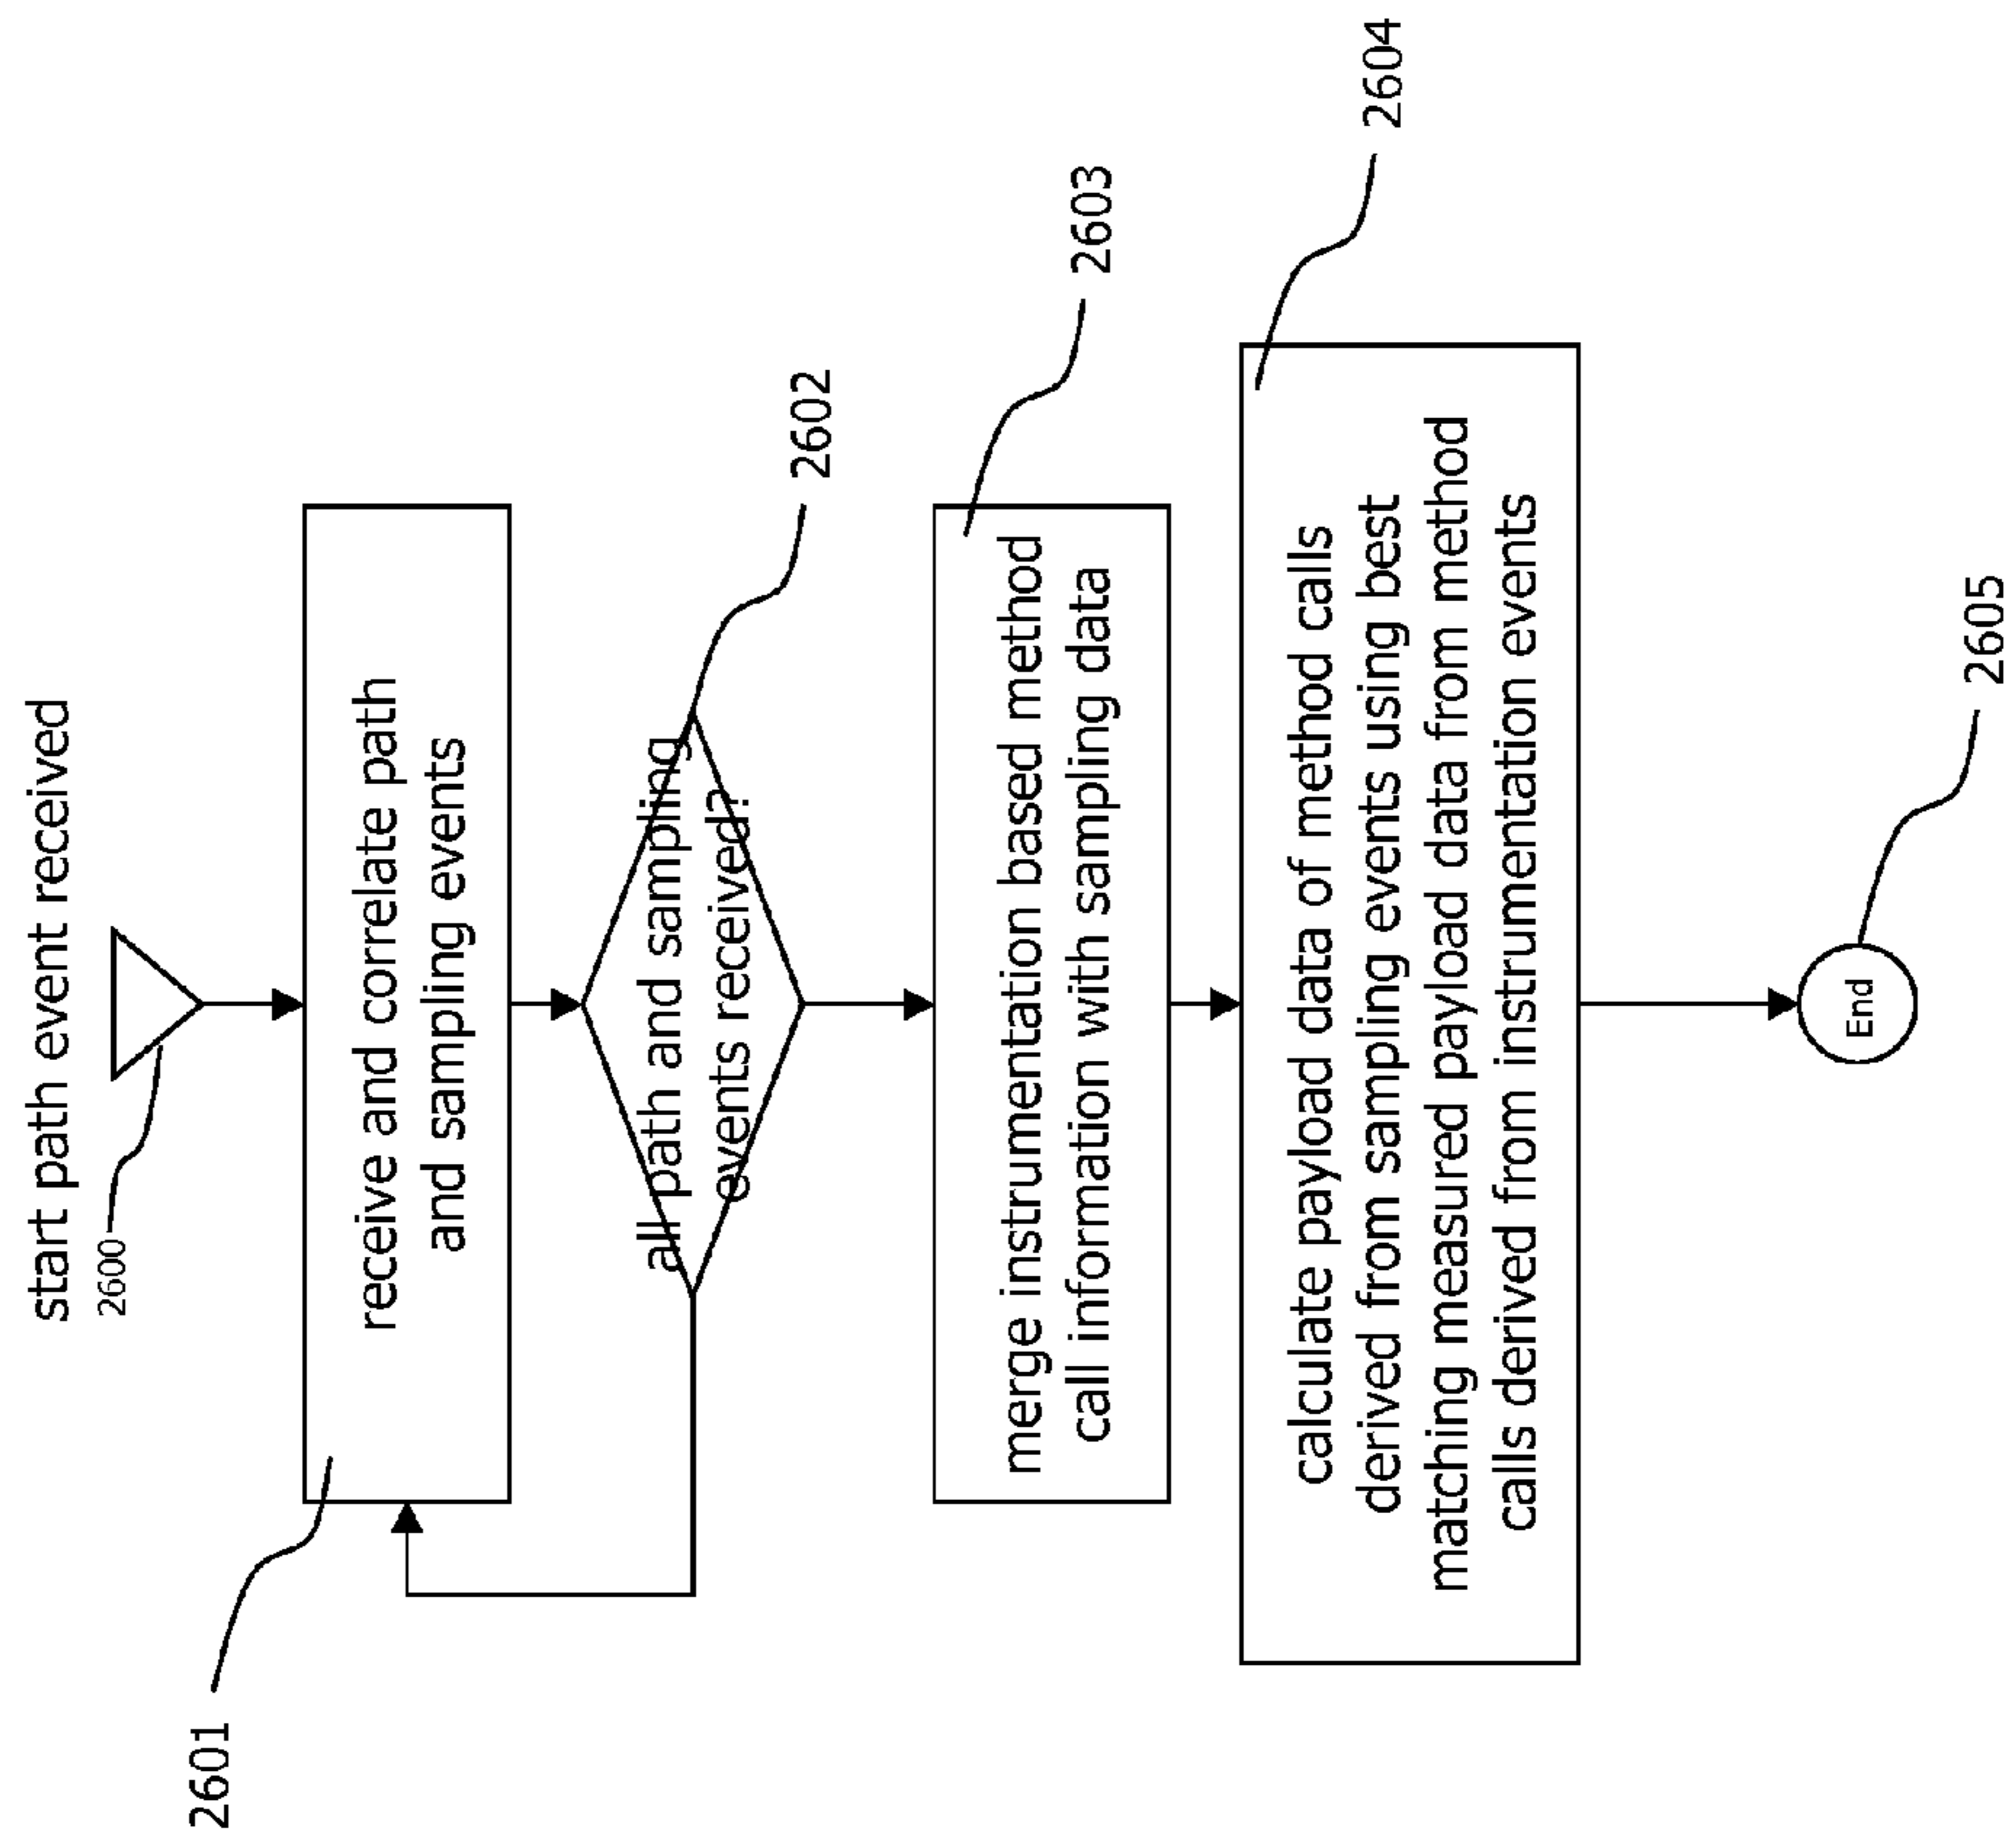 start path event received
2600
2601
receive and correlate path
and sampling events
2602
all path and sampling
events received?
2603
merge instrumentation based method
call information with sampling data
2604
calculate payload data of method calls
derived from sampling events using best
matching measured payload data from method
calls derived from instrumentation events
2605
End